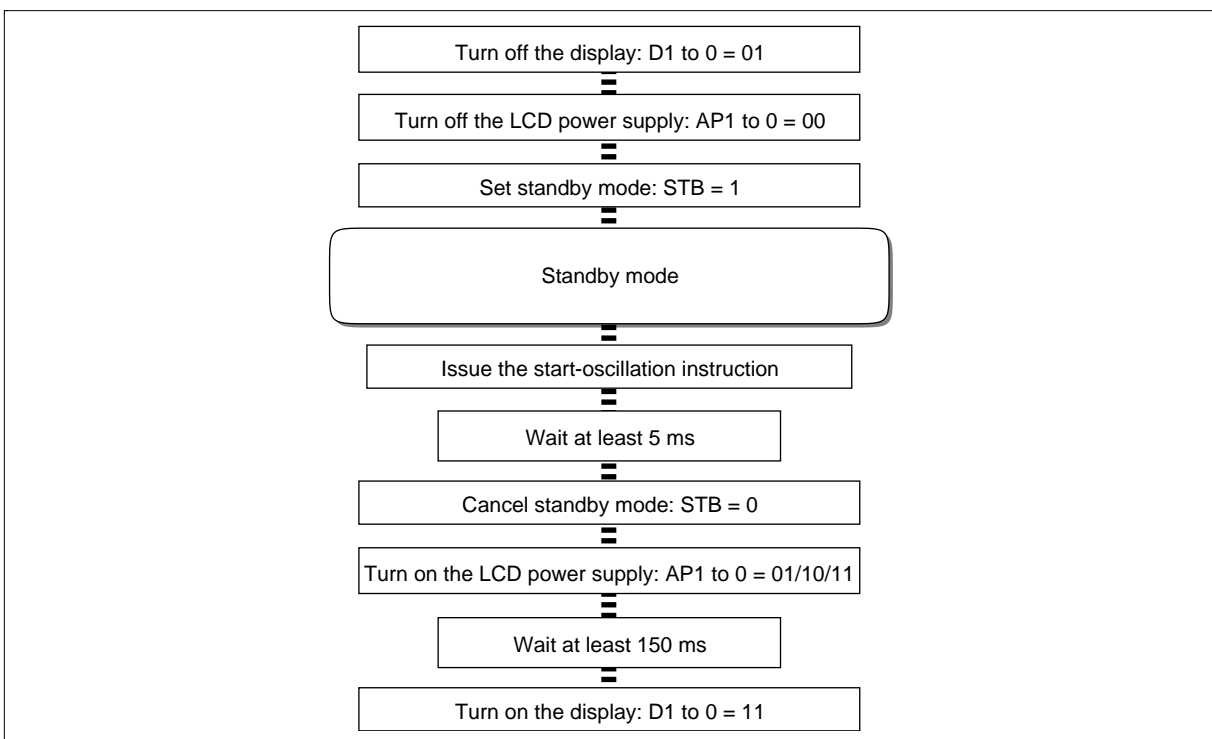 Turn off the display: D1 to 0 = 01
Turn off the LCD power supply: AP1 to 0 = 00
Set standby mode: STB = 1
Standby mode
Issue the start-oscillation instruction
Wait at least 5 ms
Cancel standby mode: STB = 0
Turn on the LCD power supply: AP1 to 0 = 01/10/11
Wait at least 150 ms
Turn on the display: D1 to 0 = 11